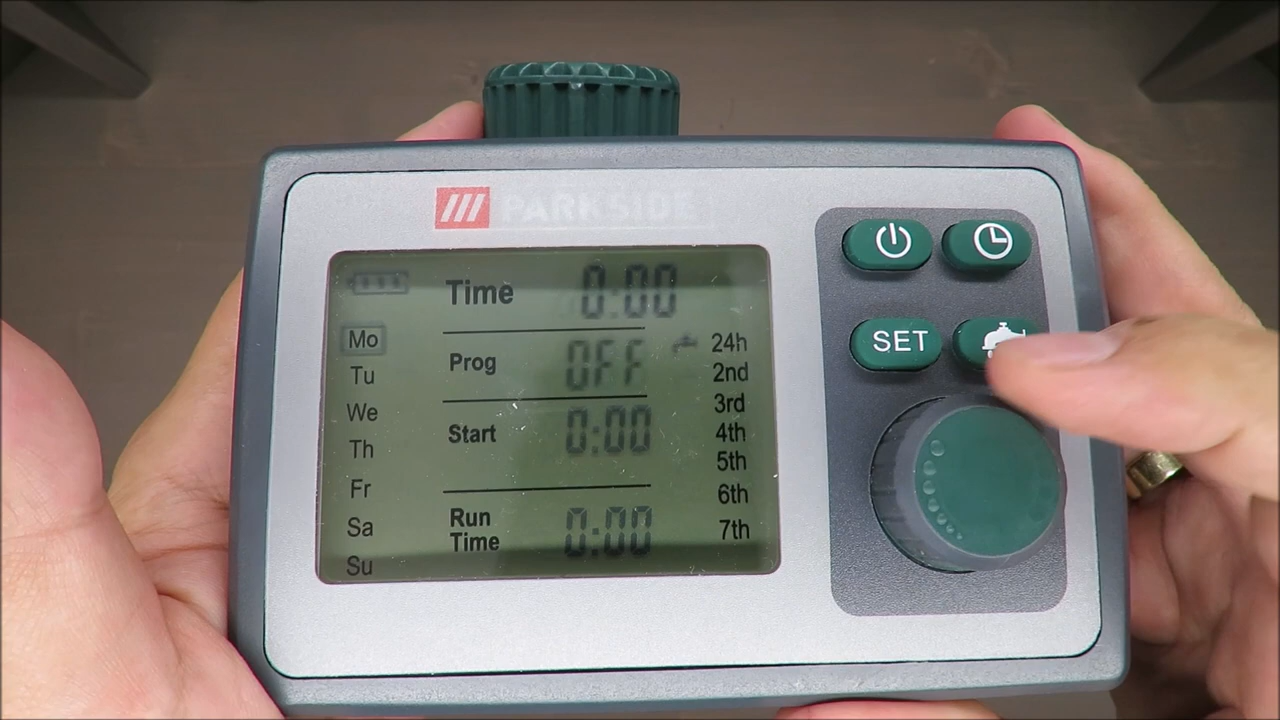 PARKSIDE
Time 0:00
Mo
Tu
We
Th
Fr
Sa
Su
Prog OFF
Start 0:00
Run
Time 0:00
24h
2nd
3rd
4th
5th
6th
7th
SET